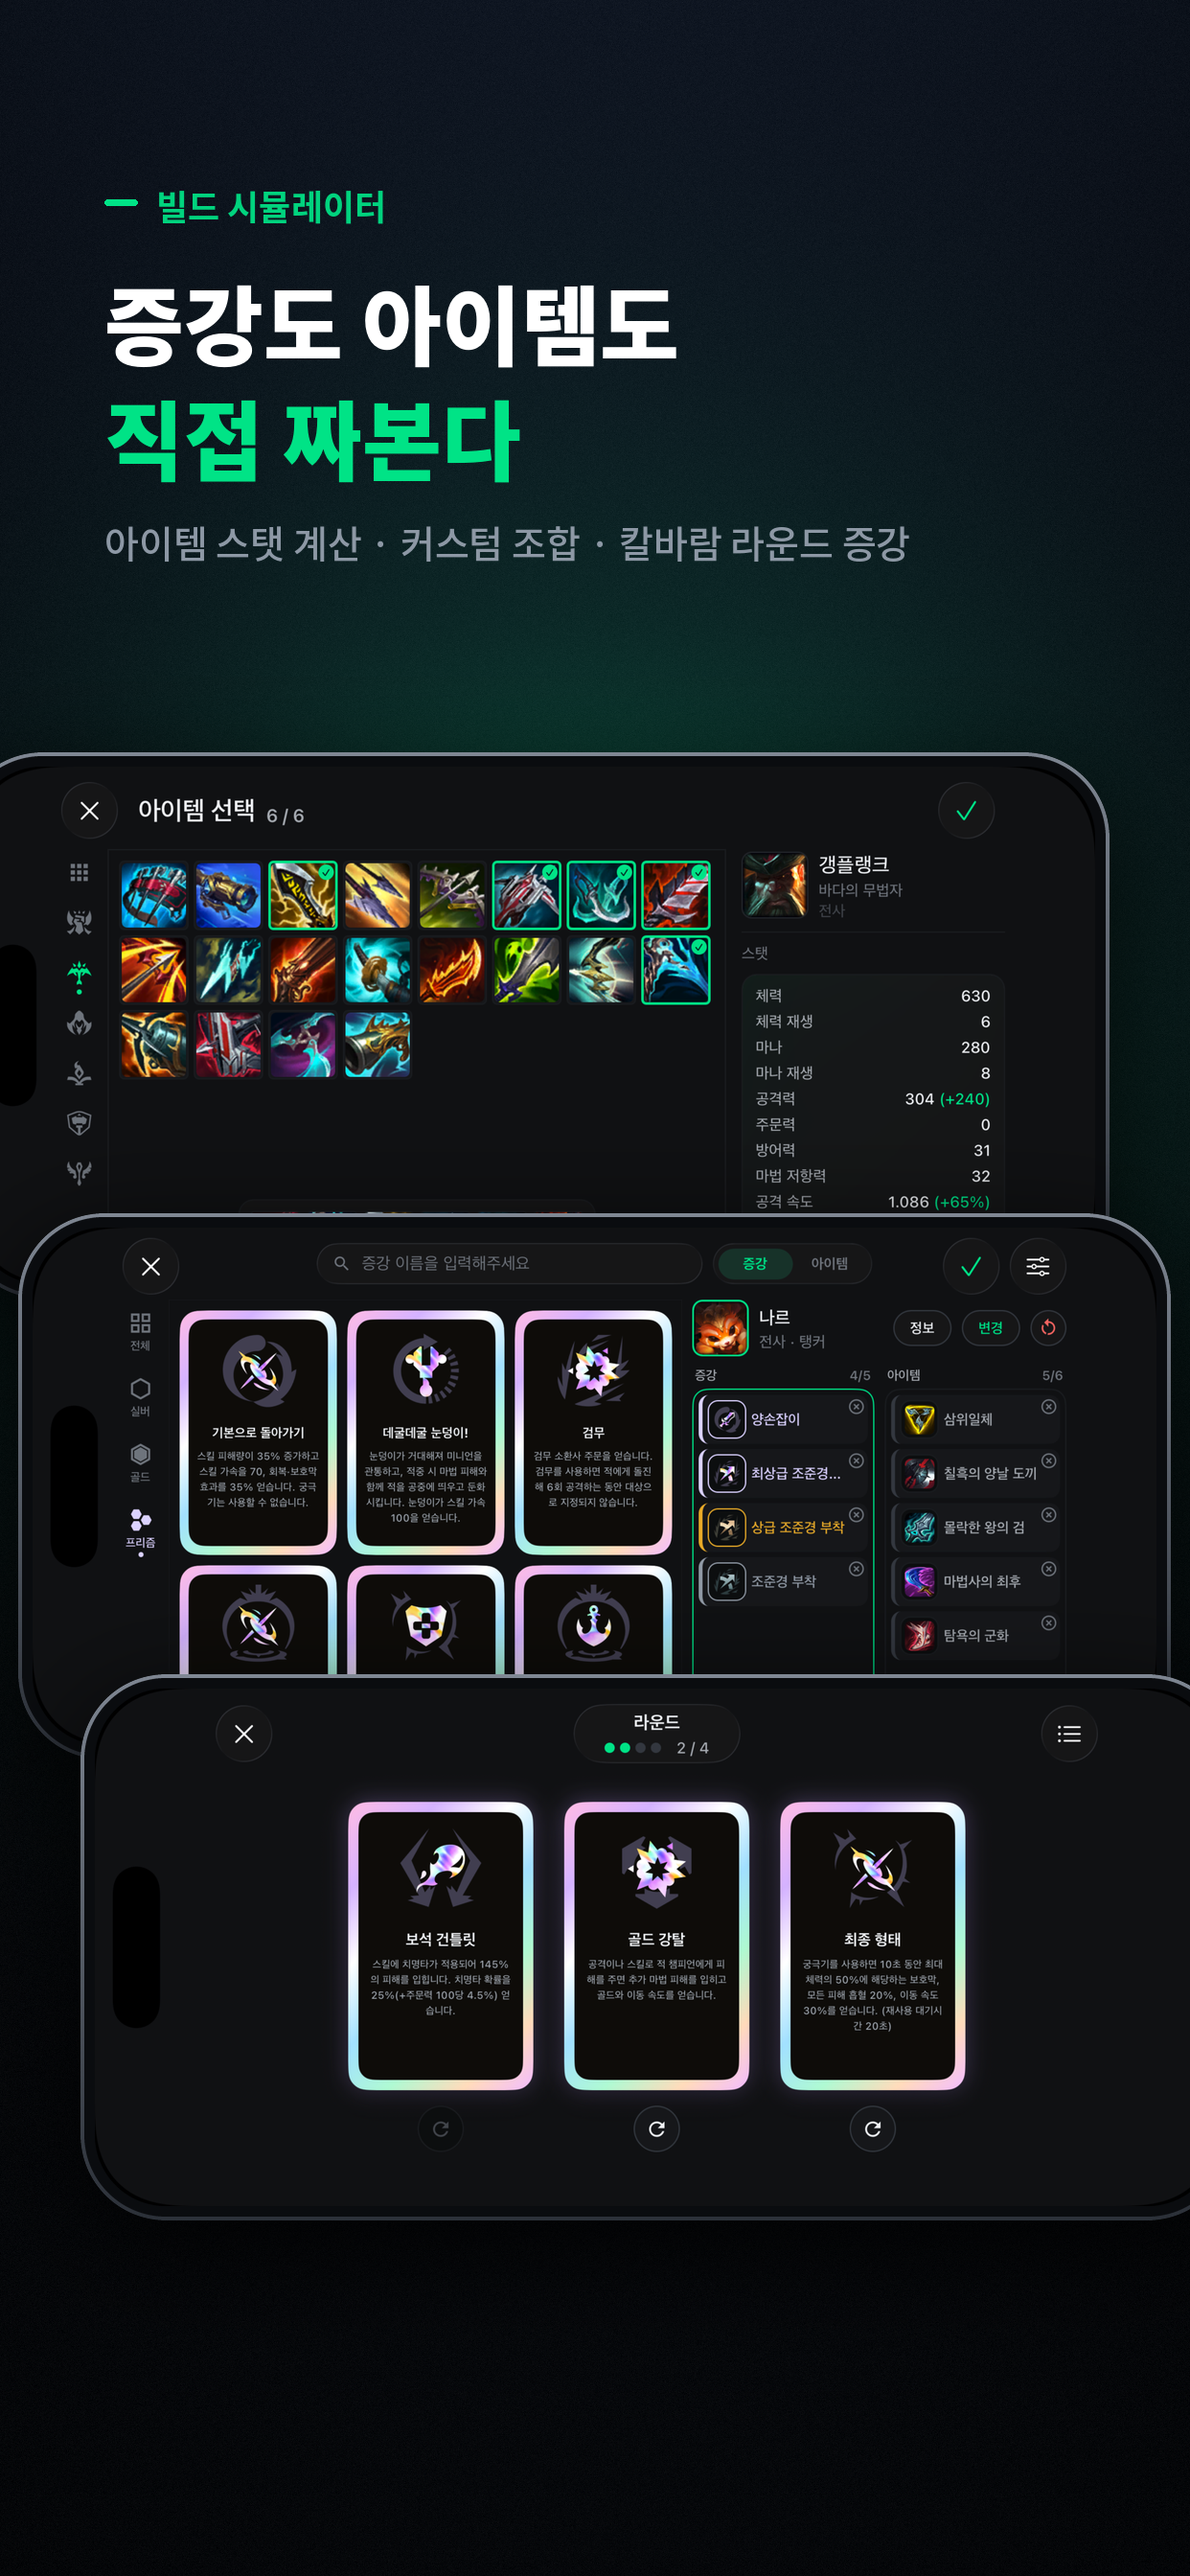 빌드 시뮬레이터
증강도 아이템도
직접 짜본다
아이템 스탯 계산 · 커스텀 조합 · 칼바람 라운드 증강
아이템 선택 6 / 6
갱플랭크
바다의 무법자
전사
스탯
체력 630
체력 재생 6
마나 280
마나 재생 8
공격력 304 (+240)
주문력 0
방어력 31
마법 저항력 32
공격 속도 1.086 (+65%)
증강 이름을 입력해주세요
증강 아이템
전체
실버
골드
프리즘
기본으로 돌아가기
스킬 피해량이 35% 증가하고
스킬 가속을 70, 회복·보호막
효과를 35% 얻습니다. 궁극
기는 사용할 수 없습니다.
데굴데굴 눈덩이!
눈덩이가 거대해져 미니언을
관통하고, 적중 시 마법 피해와
함께 적을 공중에 띄우고 둔화
시킵니다. 눈덩이가 스킬 가속
100을 얻습니다.
검무
검무 소환사 주문을 얻습니다.
검무를 사용하면 적에게 돌진
해 6회 공격하는 동안 대상으
로 지정되지 않습니다.
나르
전사 · 탱커
정보 변경
증강 4/5
양손잡이
최상급 조준경...
상급 조준경 부착
조준경 부착
아이템 5/6
삼위일체
칠흑의 양날 도끼
몰락한 왕의 검
마법사의 최후
탐욕의 군화
라운드
2 / 4
보석 건틀릿
스킬에 치명타가 적용되어 145%
의 피해를 입힙니다. 치명타 확률을
25%(+주문력 100당 4.5%) 얻
습니다.
골드 강탈
공격이나 스킬로 적 챔피언에게 피
해를 주면 추가 마법 피해를 입히고
골드와 이동 속도를 얻습니다.
최종 형태
궁극기를 사용하면 10초 동안 최대
체력의 50%에 해당하는 보호막,
모든 피해 흡혈 20%, 이동 속도
30%를 얻습니다. (재사용 대기시
간 20초)